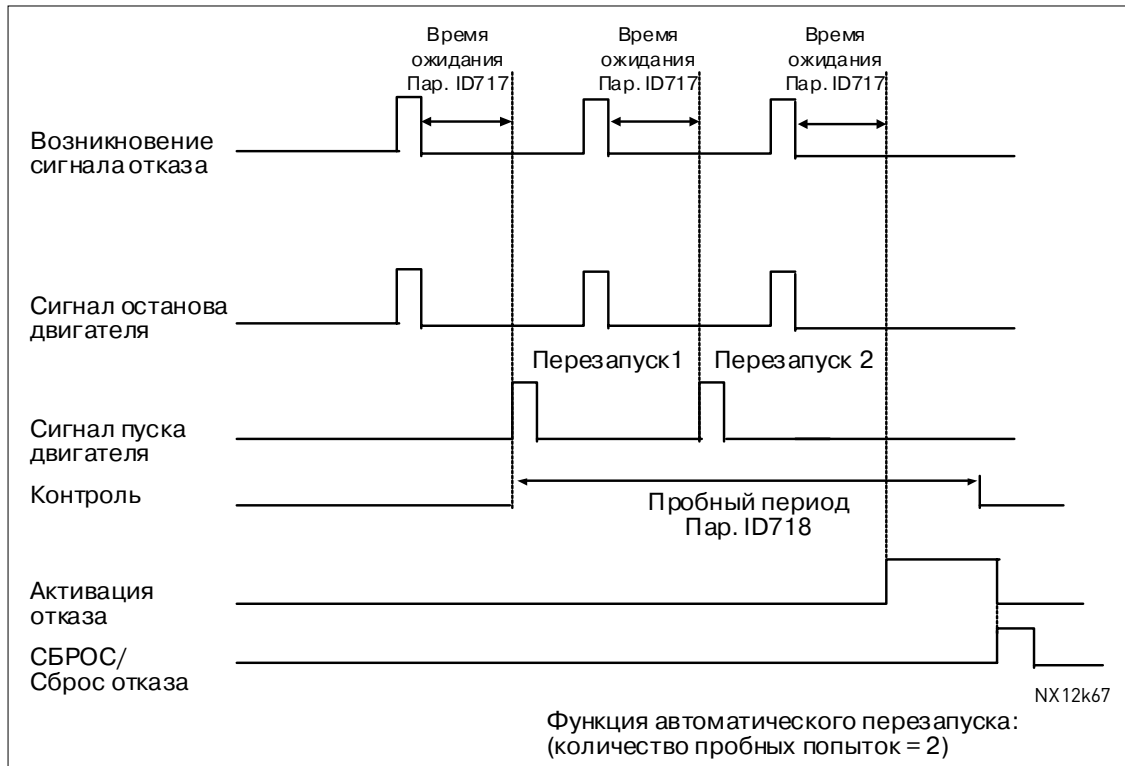 Время
ожидания
Пар. ID717
Время
ожидания
Пар. ID717
Время
ожидания
Пар. ID717
Возникновение
сигнала отказа
Сигнал останова
двигателя
Перезапуск1
Перезапуск 2
Сигнал пуска
двигателя
Контроль
Пробный период
Пар. ID718
Активация
отказа
СБРОС/
Сброс отказа
NX12k67
Функция автоматического перезапуска:
(количество пробных попыток = 2)